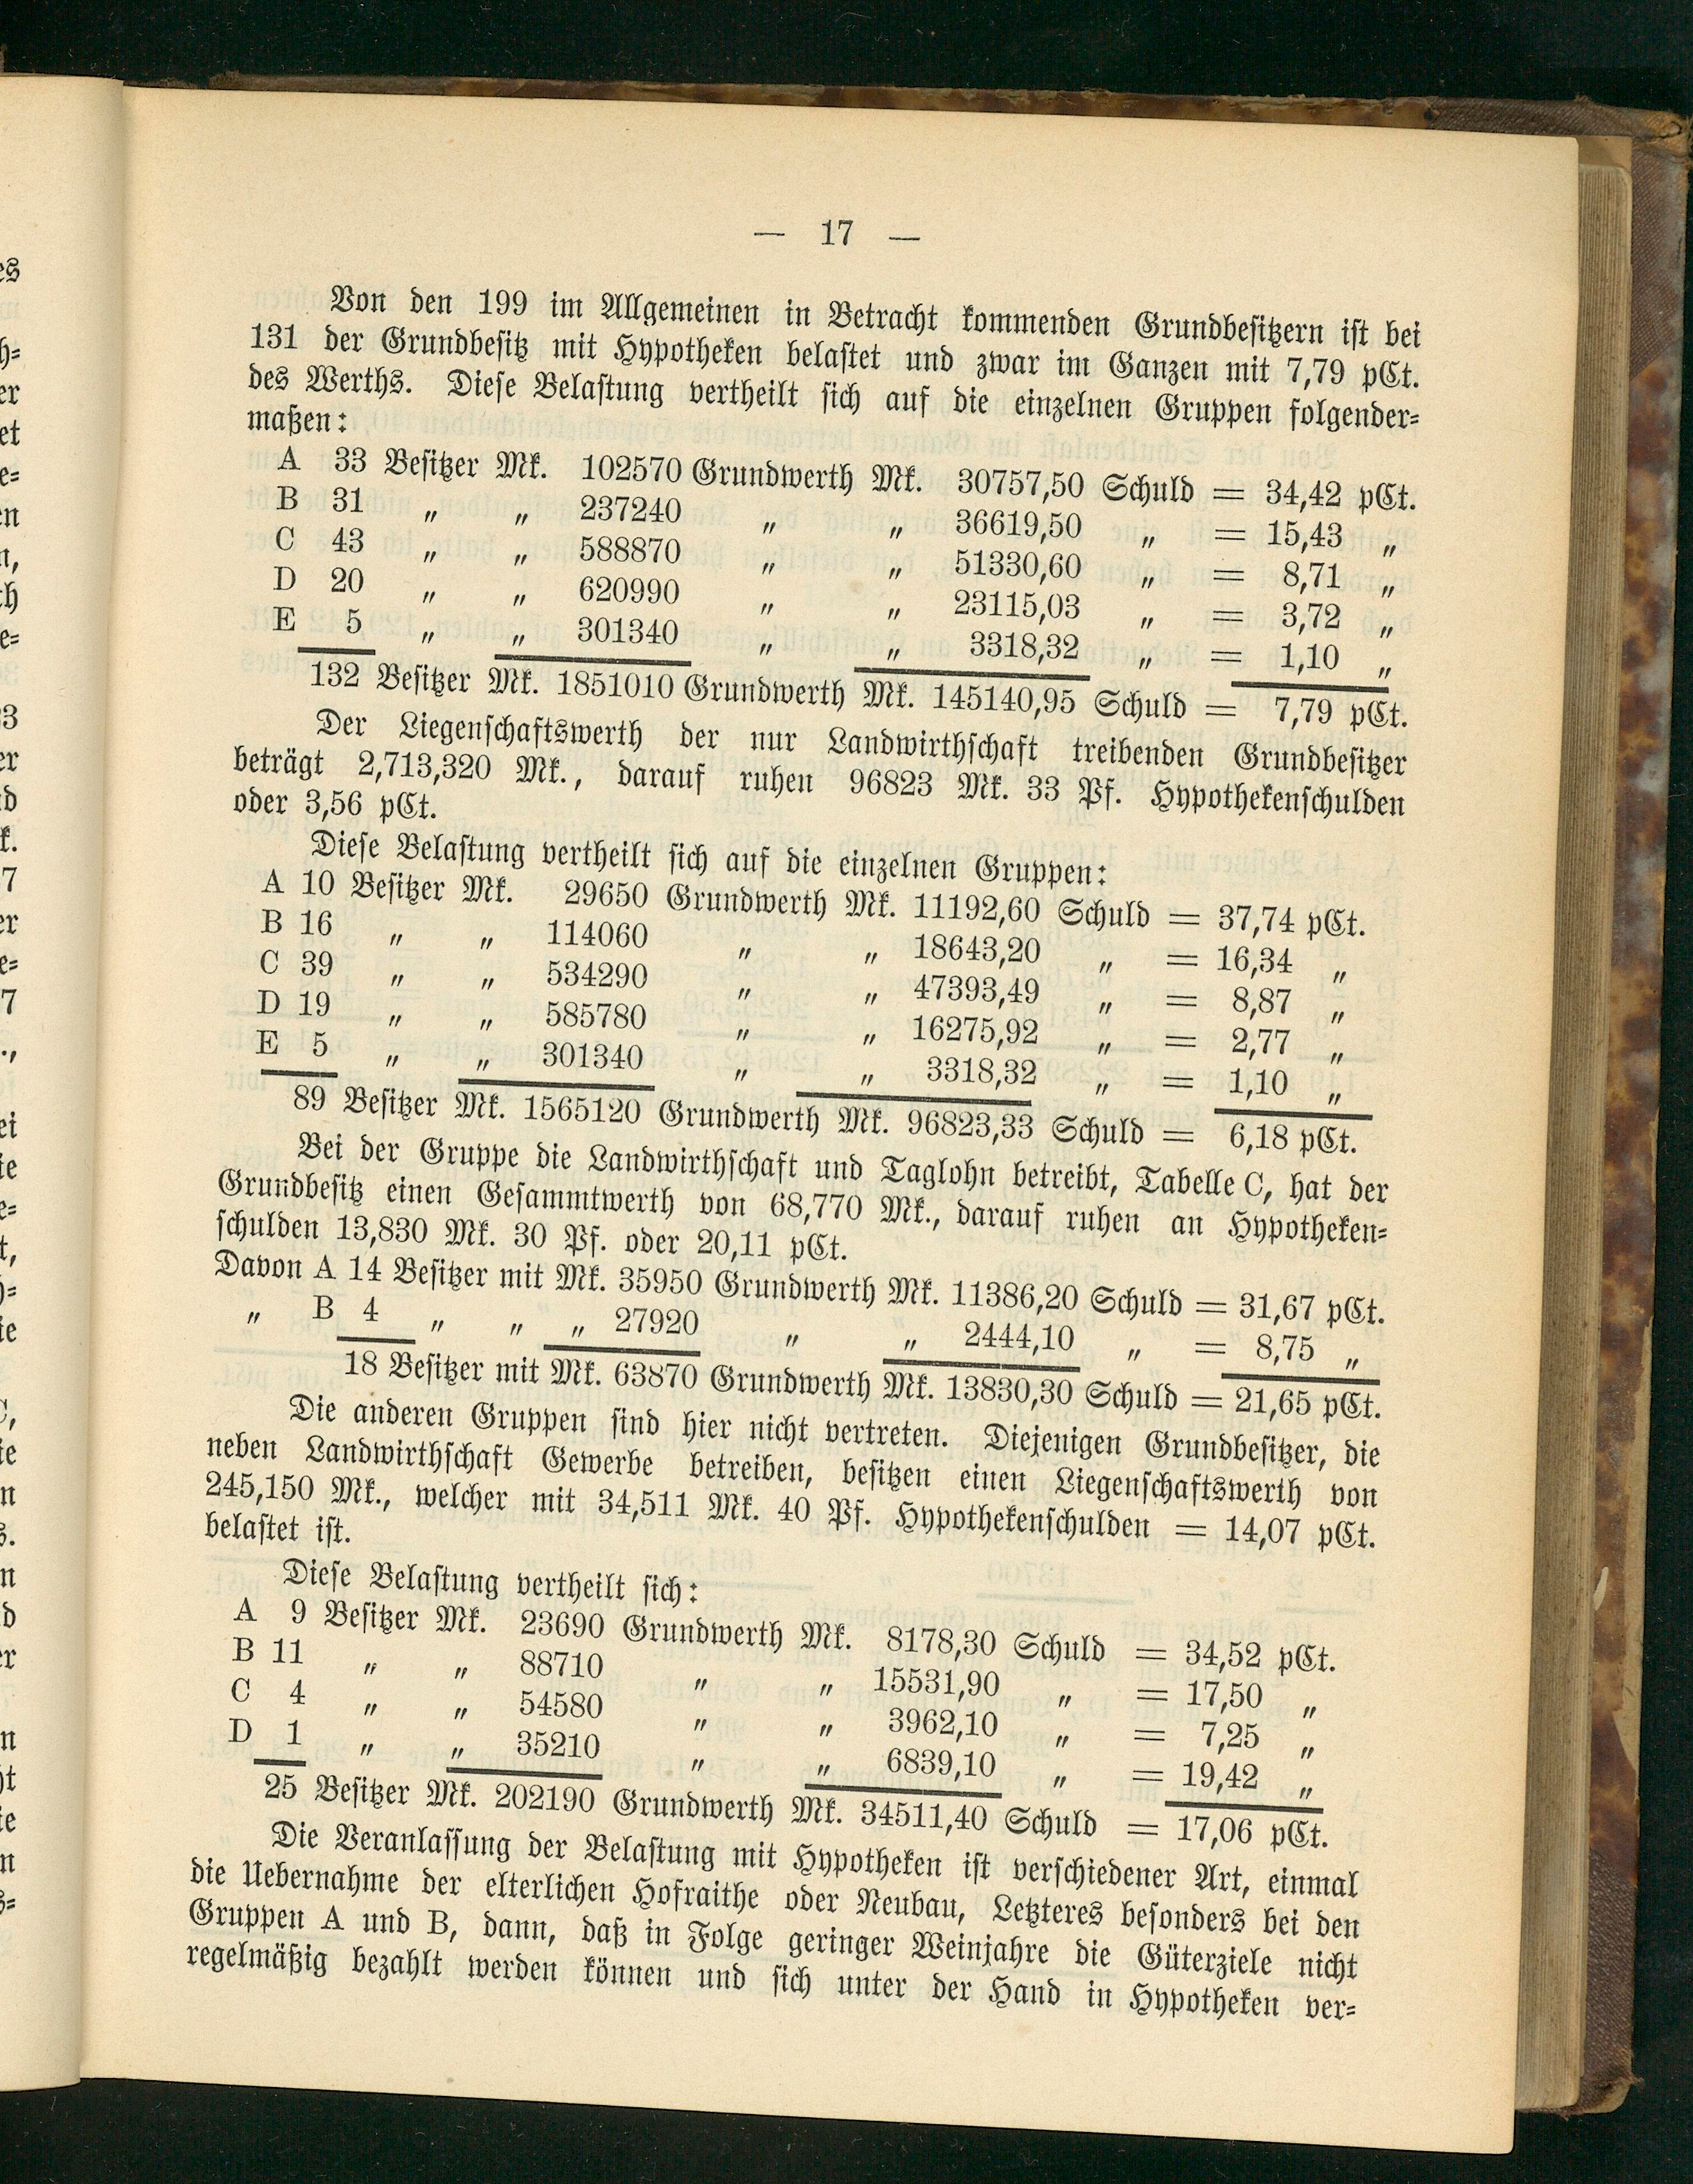 — 17 —
Von den 199 im Allgemeinen in Betracht kommenden Grundbesitzern ist bei
131 der Grundbesitz mit Hypotheken belastet und zwar im Ganzen mit 7,79 pCt.
des Werths. Diese Belastung vertheilt sich auf die einzelnen Gruppen folgender=
maßen:
A 33 Besitzer Mk. 102570 Grundwerth Mk. 30757,50 Schuld = 34,42 pCt.
B 31 „ „ 237240 „ „ 36619,50 „ = 15,43 „
C 43 „ „ 588870 „ „ 51330,60 „ = 8,71 „
D 20 „ „ 620990 „ „ 23115,03 „ = 3,72 „
E 5 „ „ 301340 „ „ 3318,32 „ = 1,10 „
132 Besitzer Mk. 1851010 Grundwerth Mk. 145140,95 Schuld = 7,79 pCt.
Der Liegenschaftswerth der nur Landwirthschaft treibenden Grundbesitzer
beträgt 2,713,320 Mk., darauf ruhen 96823 Mk. 33 Pf. Hypothekenschulden
oder 3,56 pCt.
Diese Belastung vertheilt sich auf die einzelnen Gruppen:
A 10 Besitzer Mk. 29650 Grundwerth Mk. 11192,60 Schuld = 37,74 pCt.
B 16 „ „ 114060 „ „ 18643,20 „ = 16,34 „
C 39 „ „ 534290 „ „ 47393,49 „ = 8,87 „
D 19 „ „ 585780 „ „ 16275,92 „ = 2,77 „
E 5 „ „ 301340 „ „ 3318,32 „ = 1,10 „
89 Besitzer Mk. 1565120 Grundwerth Mk. 96823,33 Schuld = 6,18 pCt.
Bei der Gruppe die Landwirthschaft und Taglohn betreibt, Tabelle C, hat der
Grundbesitz einen Gesammtwerth von 68,770 Mk., darauf ruhen an Hypotheken=
schulden 13,830 Mk. 30 Pf. oder 20,11 pCt.
Davon A 14 Besitzer mit Mk. 35950 Grundwerth Mk. 11386,20 Schuld = 31,67 pCt.
„ B 4 „ „ „ 27920 „ „ 2444,10 „ = 8,75 „
18 Besitzer mit Mk. 63870 Grundwerth Mk. 13830,30 Schuld = 21,65 pCt.
Die anderen Gruppen sind hier nicht vertreten. Diejenigen Grundbesitzer, die
neben Landwirthschaft Gewerbe betreiben, besitzen einen Liegenschaftswerth von
245,150 Mk., welcher mit 34,511 Mk. 40 Pf. Hypothekenschulden = 14,07 pCt.
belastet ist.
Diese Belastung vertheilt sich:
A 9 Besitzer Mk. 23690 Grundwerth Mk. 8178,30 Schuld = 34,52 pCt.
B 11 „ „ 88710 „ „ 15531,90 „ = 17,50 „
C 4 „ „ 54580 „ „ 3962,10 „ = 7,25 „
D 1 „ „ 35210 „ „ 6839,10 „ = 19,42 „
25 Besitzer Mk. 202190 Grundwerth Mk. 34511,40 Schuld = 17,06 pCt.
Die Veranlassung der Belastung mit Hypotheken ist verschiedener Art, einmal
die Uebernahme der elterlichen Hofraithe oder Neubau, Letzteres besonders bei den
Gruppen A und B, dann, daß in Folge geringer Weinjahre die Güterziele nicht
regelmäßig bezahlt werden können und sich unter der Hand in Hypotheken ver=